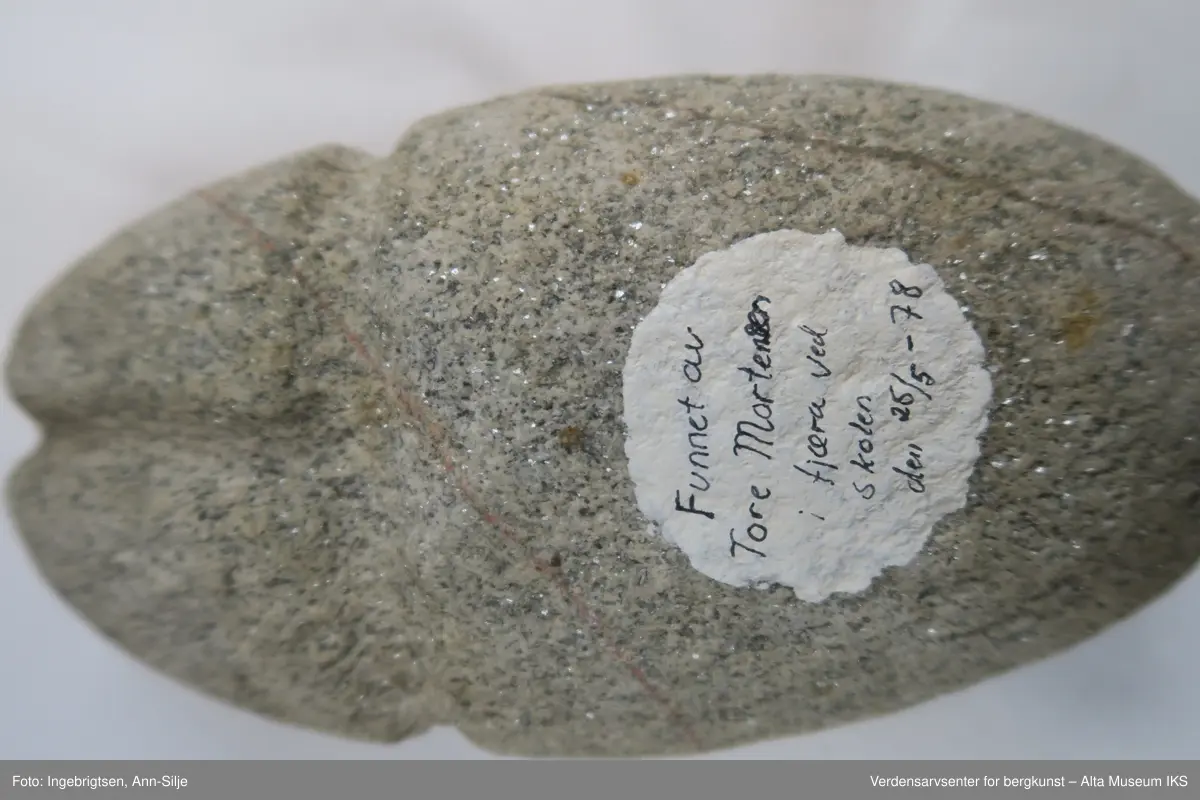 Funnet av
Tore Mortensen
i fjæra ved
skolen
den 25/5-78
Foto: Ingebrigtsen, Ann-Silje
Verdensarvsenter for bergkunst – Alta Museum IKS